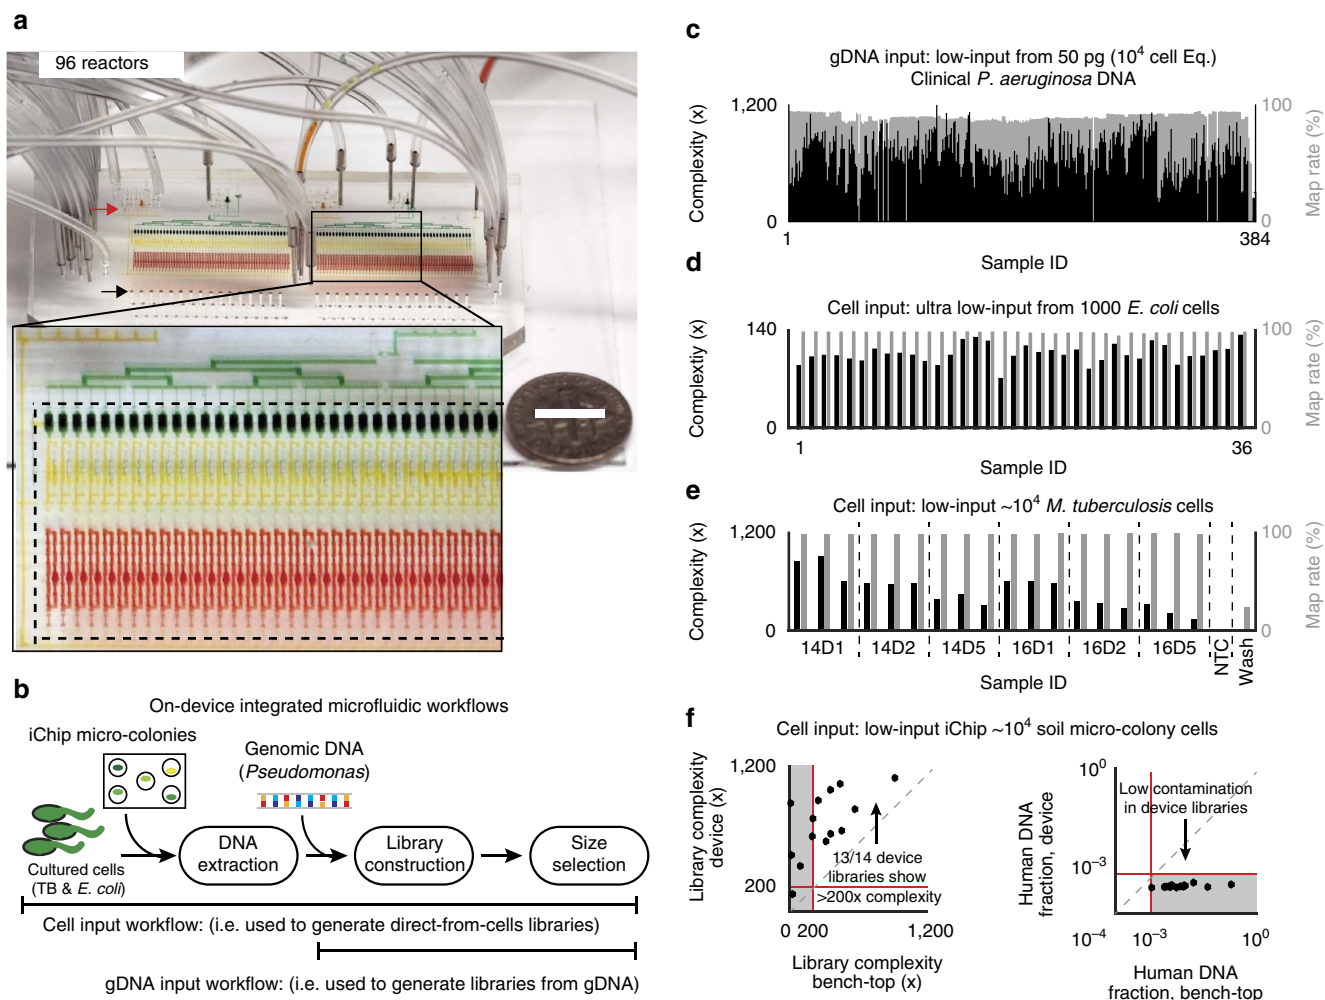 a
96 reactors
b
On-device integrated microfluidic workflows
iChip micro-colonies
Genomic DNA
(Pseudomonas)
DNA
extraction
Library
construction
Size
selection
Cultured cells
(TB & E. coli)
Cell input workflow: (i.e. used to generate direct-from-cells libraries)
gDNA input workflow: (i.e. used to generate libraries from gDNA)
c
gDNA input: low-input from 50 pg (10⁴ cell Eq.)
Clinical P. aeruginosa DNA
Complexity (x)
1,200
0
100
0
Map rate (%)
1
384
Sample ID
d
Cell input: ultra low-input from 1000 E. coli cells
Complextiy (x)
140
0
100
0
1
36
Sample ID
e
Cell input: low-input ~10⁴ M. tuberculosis cells
Complexity (x)
1,200
0
100
0
Map rate (%)
14D1
14D2
14D5
16D1
16D2
16D5
NTC
Wash
Sample ID
f
Cell input: low-input iChip ~10⁴ soil micro-colony cells
Library complexity
device (x)
1,200
200
13/14 device
libraries show
>200x complexity
0 200
1,200
Library complexity
bench-top (x)
Human DNA
fraction, device
10⁰
10⁻³
Low contamination
in device libraries
10⁻⁴
10⁻³
10⁰
Human DNA
fraction, bench-top